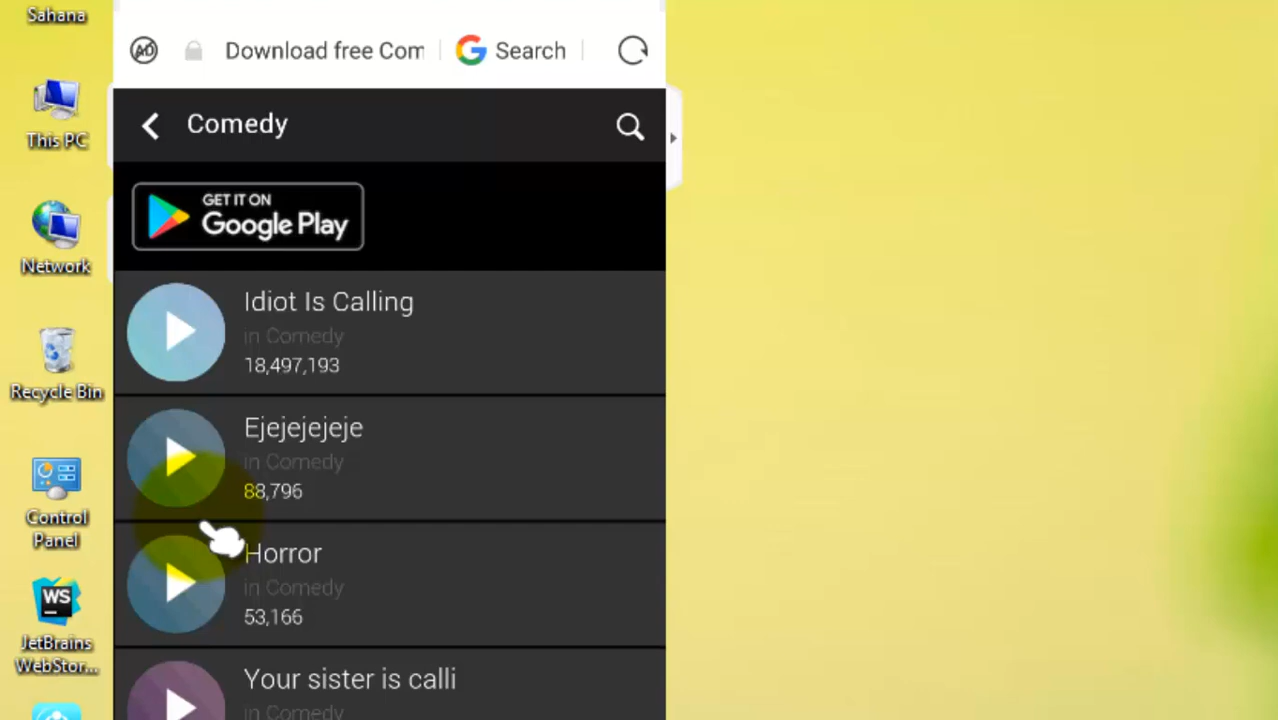 Sahana
This PC
Network
Recycle Bin
Control
Panel
WS
JetBrains
WebStor...
AD
Download free Com
G Search
Comedy
GET IT ON
Google Play
Idiot Is Calling
in Comedy
18,497,193
Ejejejejeje
in Comedy
88,796
Horror
in Comedy
53,166
Your sister is calli
in Comedy